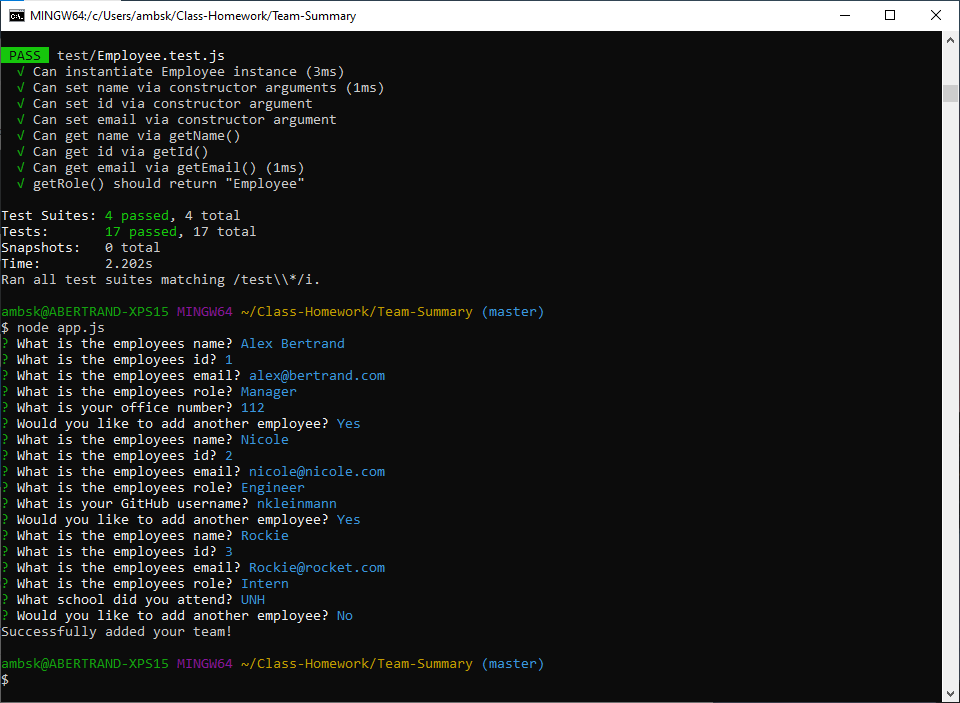 MINGW64:/c/Users/ambsk/Class-Homework/Team-Summary
PASS test/Employee.test.js
√ Can instantiate Employee instance (3ms)
√ Can set name via constructor arguments (1ms)
√ Can set id via constructor argument
√ Can set email via constructor argument
√ Can get name via getName()
√ Can get id via getId()
√ Can get email via getEmail() (1ms)
√ getRole() should return "Employee"
Test Suites: 4 passed, 4 total
Tests:       17 passed, 17 total
Snapshots:   0 total
Time:        2.202s
Ran all test suites matching /test\\*/i.
ambsk@ABERTRAND-XPS15 MINGW64 ~/Class-Homework/Team-Summary (master)
$ node app.js
? What is the employees name? Alex Bertrand
? What is the employees id? 1
? What is the employees email? alex@bertrand.com
? What is the employees role? Manager
? What is your office number? 112
? Would you like to add another employee? Yes
? What is the employees name? Nicole
? What is the employees id? 2
? What is the employees email? nicole@nicole.com
? What is the employees role? Engineer
? What is your GitHub username? nkleinmann
? Would you like to add another employee? Yes
? What is the employees name? Rockie
? What is the employees id? 3
? What is the employees email? Rockie@rocket.com
? What is the employees role? Intern
? What school did you attend? UNH
? Would you like to add another employee? No
Successfully added your team!
ambsk@ABERTRAND-XPS15 MINGW64 ~/Class-Homework/Team-Summary (master)
$